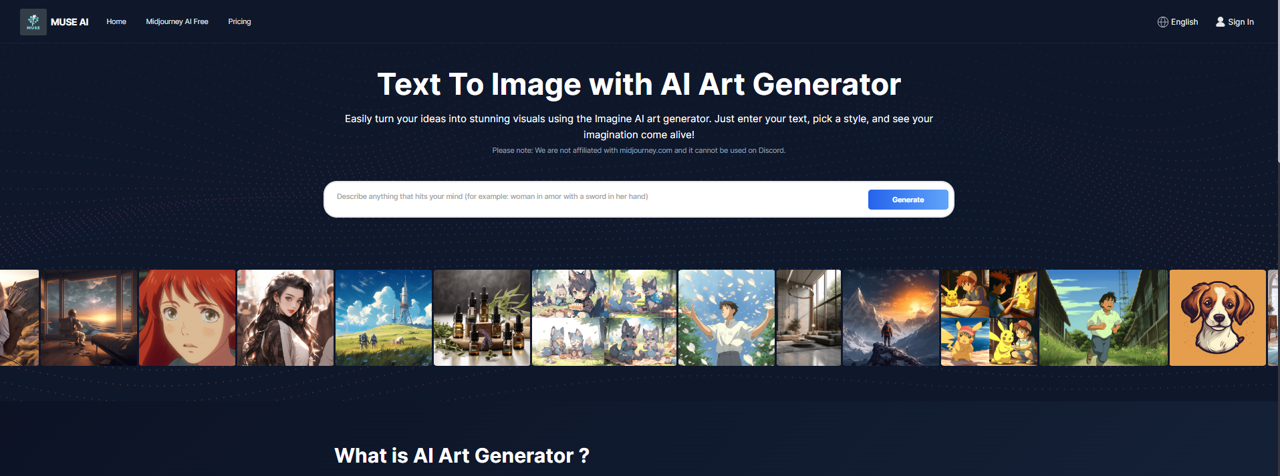 MUSE
MUSE AI
Home
Midjourney AI Free
Pricing
English
Sign In
Text To Image with AI Art Generator
Easily turn your ideas into stunning visuals using the Imagine AI art generator. Just enter your text, pick a style, and see your
imagination come alive!
Please note: We are not affiliated with midjourney.com and it cannot be used on Discord.
Describe anything that hits your mind (for example: woman in amor with a sword in her hand)
Generate
What is AI Art Generator ?